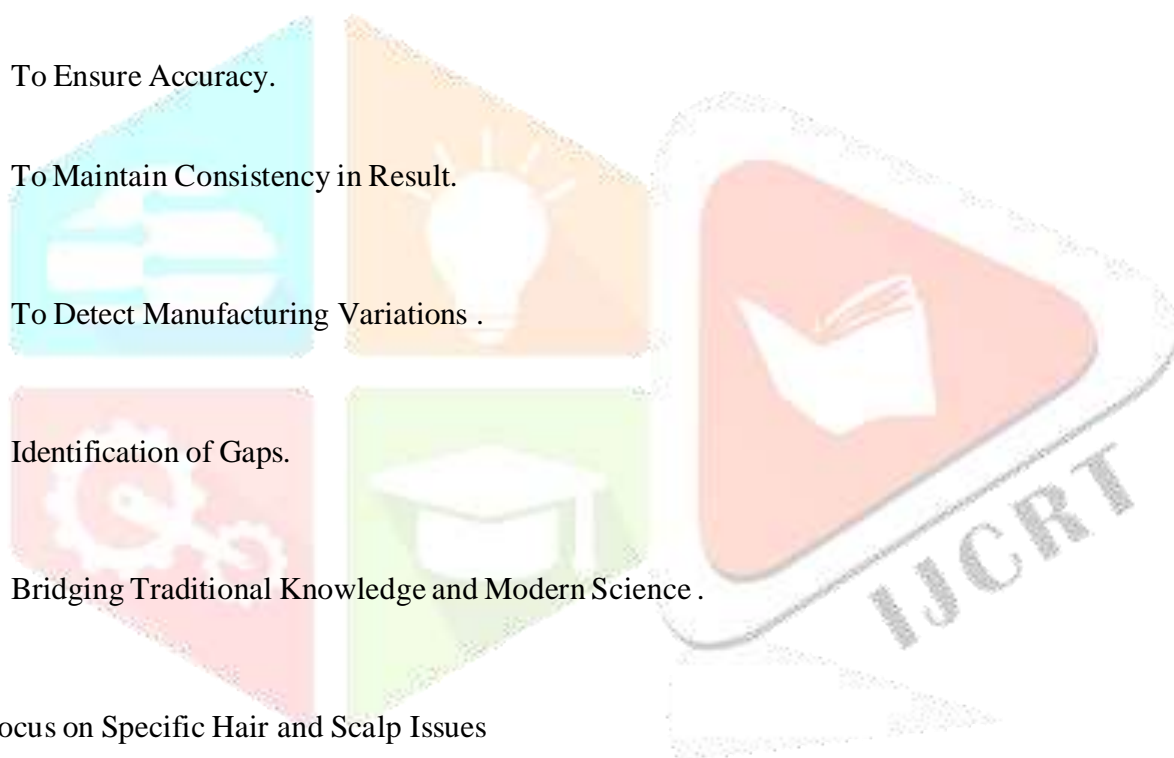 To Ensure Accuracy.
To Maintain Consistency in Result.
To Detect Manufacturing Variations .
Identification of Gaps.
Bridging Traditional Knowledge and Modern Science .
ocus on Specific Hair and Scalp Issues
IJCRT